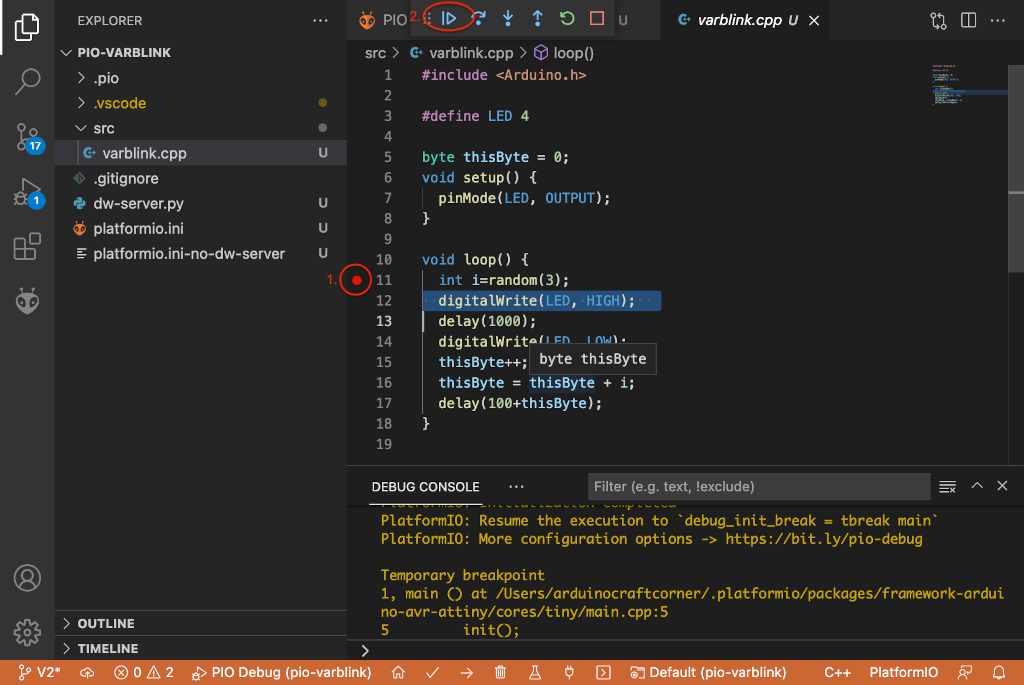 EXPLORER
PIO-VARBLINK
.pio
.vscode
src
varblink.cpp U
.gitignore
dw-server.py U
platformio.ini U
platformio.ini-no-dw-server U
OUTLINE
TIMELINE
17
1
PIO 2. U
varblink.cpp U
src > varblink.cpp > loop()
1 #include <Arduino.h>
2
3 #define LED 4
4
5 byte thisByte = 0;
6 void setup() {
7 pinMode(LED, OUTPUT);
8 }
9
10 void loop() {
1. 11 int i=random(3);
12 digitalWrite(LED, HIGH);
13 delay(1000);
14 digitalWrite(LED, LOW);
byte thisByte
15 thisByte++;
16 thisByte = thisByte + i;
17 delay(100+thisByte);
18 }
19
DEBUG CONSOLE
Filter (e.g. text, !exclude)
PlatformIO: Initialization completed
PlatformIO: Resume the execution to `debug_init_break = tbreak main`
PlatformIO: More configuration options -> https://bit.ly/pio-debug
Temporary breakpoint
1, main () at /Users/arduinocraftcorner/.platformio/packages/framework-ardui
no-avr-attiny/cores/tiny/main.cpp:5
5 init();
>
V2* 0 2 PIO Debug (pio-varblink) Default (pio-varblink) C++ PlatformIO